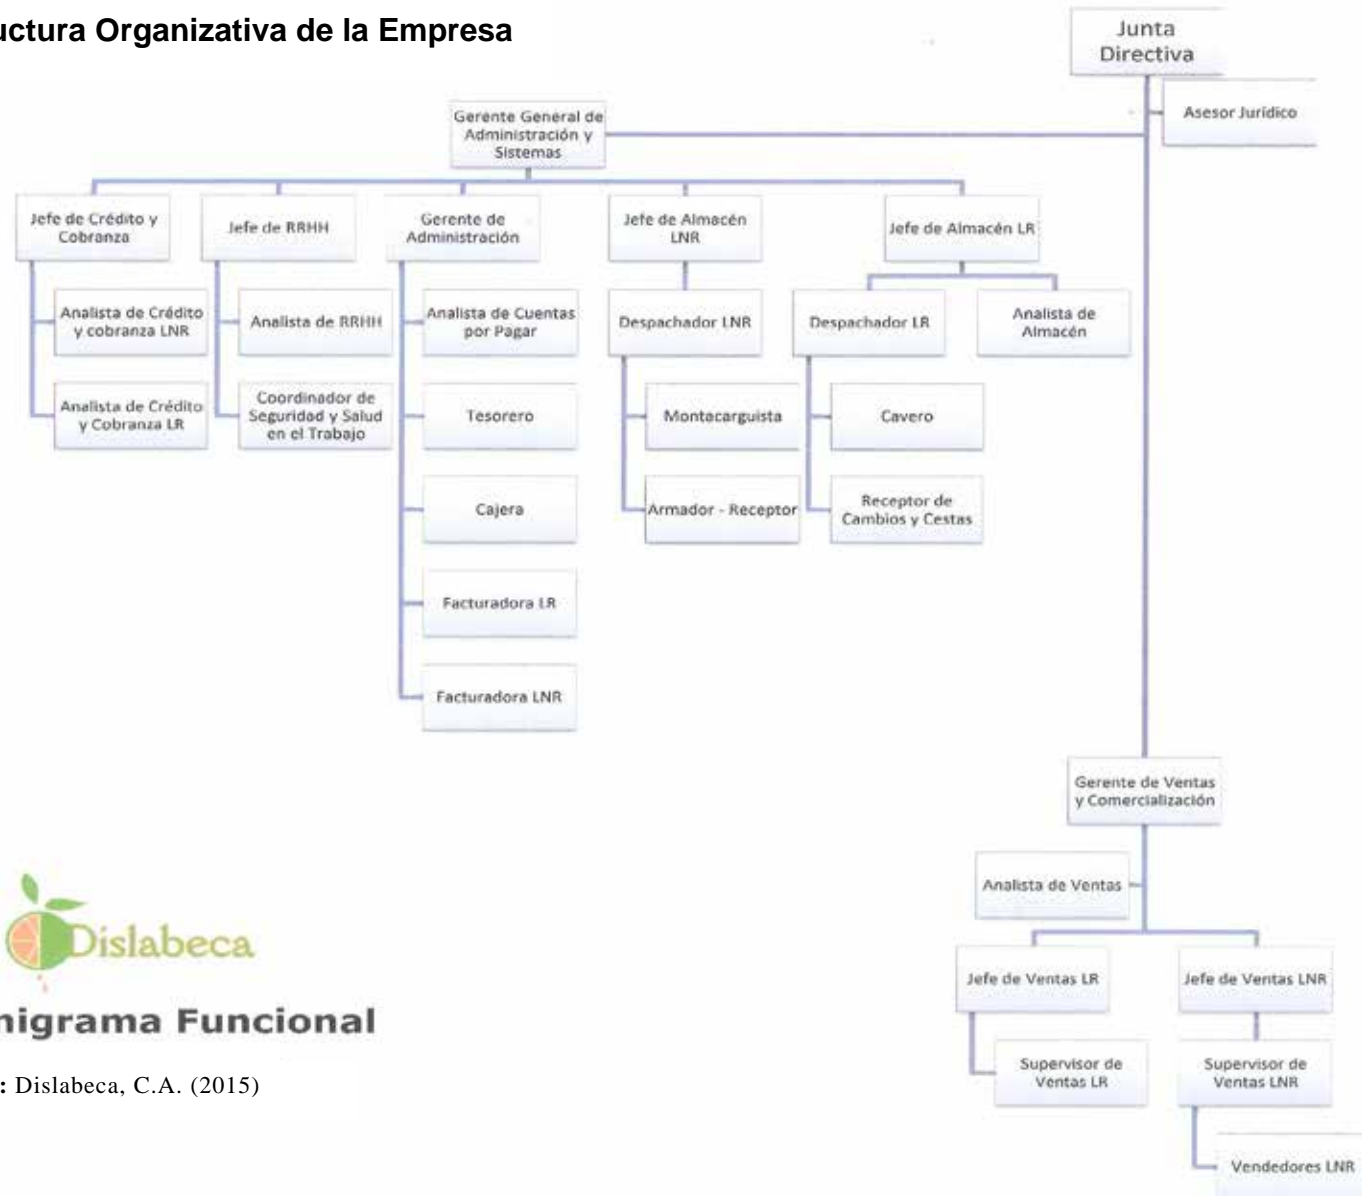 uctura Organizativa de la Empresa
Junta
Directiva
Asesor Jurídico
Gerente General de
Administración y
Sistemas
Jefe de Crédito y
Cobranza
Jefe de RRHH
Gerente de
Administración
Jefe de Almacén
LNR
Jefe de Almacén LR
Analista de Crédito
y cobranza LNR
Analista de RRHH
Analista de Cuentas
por Pagar
Despachador LNR
Despachador LR
Analista de
Almacén
Analista de Crédito
y Cobranza LR
Coordinador de
Seguridad y Salud
en el Trabajo
Tesorero
Montacarguista
Cavero
Cajera
Armador - Receptor
Receptor de
Cambios y Cestas
Facturadora LR
Facturadora LNR
Gerente de Ventas
y Comercialización
Analista de Ventas
Jefe de Ventas LR
Jefe de Ventas LNR
Supervisor de
Ventas LR
Supervisor de
Ventas LNR
Vendedores LNR
Dislabeca
nigrama Funcional
: Dislabeca, C.A. (2015)